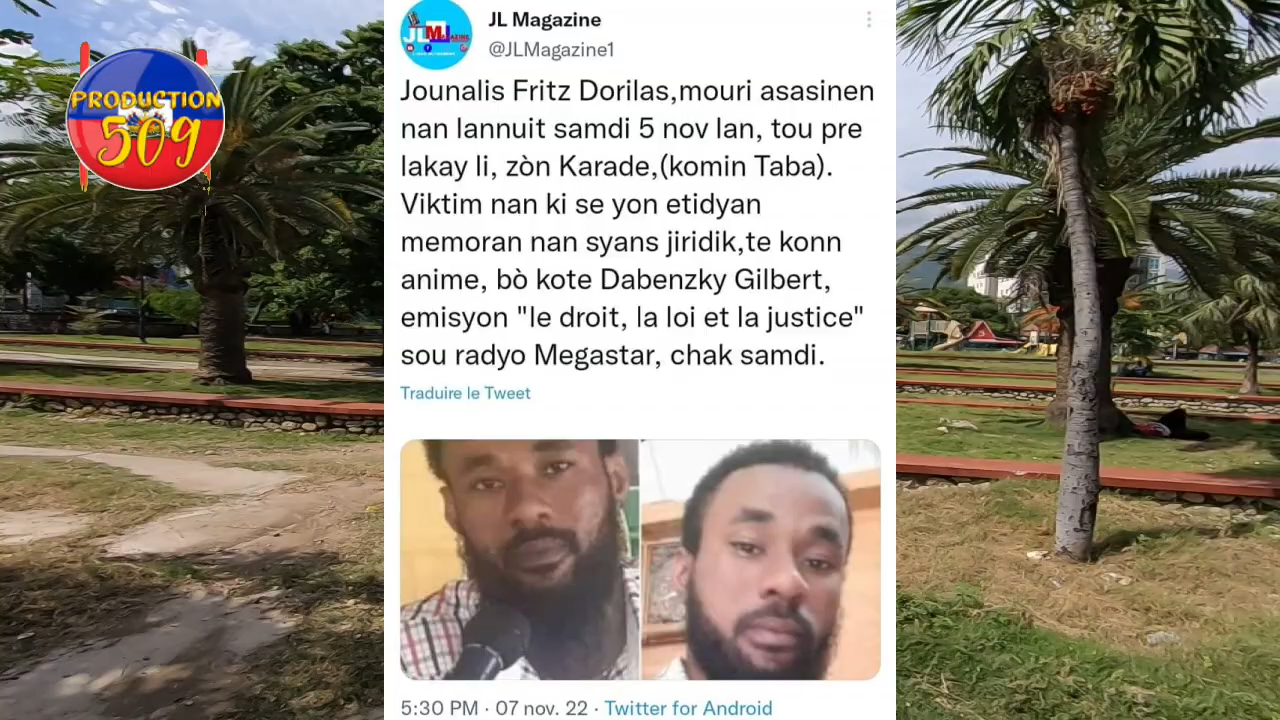 PRODUCTION
509
JL Magazine
@JLMagazine1
Jounalis Fritz Dorilas,mouri asasinen
nan lannuit samdi 5 nov lan, tou pre
lakay li, zòn Karade,(komin Taba).
Viktim nan ki se yon etidyan
memoran nan syans jiridik,te konn
anime, bò kote Dabenzky Gilbert,
emisyon "le droit, la loi et la justice"
sou radyo Megastar, chak samdi.
Traduire le Tweet
5:30 PM · 07 nov. 22 · Twitter for Android